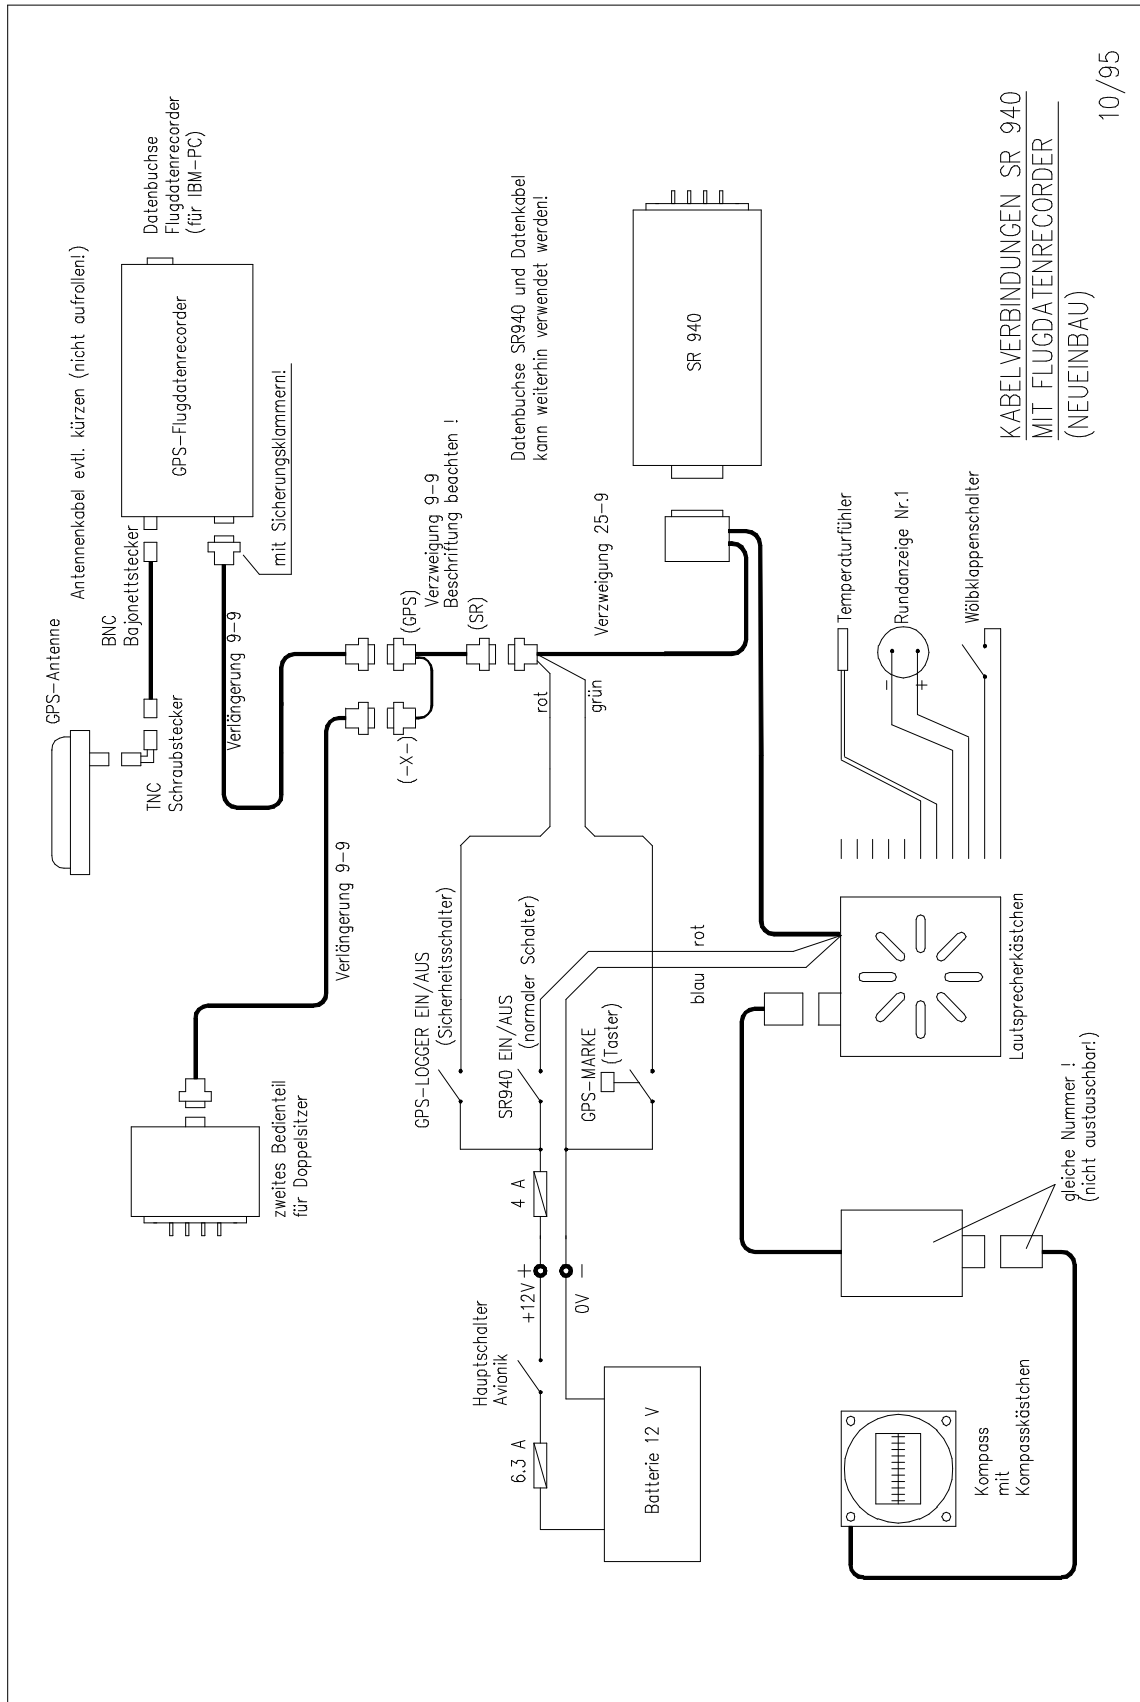 GPS-Antenne
Antennenkabel evtl. kürzen (nicht aufrollen!)
TNC
Schraubstecker
BNC
Bajonettstecker
Datenbuchse
Flugdatenrecorder
(für IBM-PC)
GPS-Flugdatenrecorder
Verlängerung 9-9
mit Sicherungsklammern!
zweites Bedienteil
für Doppelsitzer
Verlängerung 9-9
(-X-)
(GPS)
Verzweigung 9-9
Beschriftung beachten !
(SR)
GPS-LOGGER EIN/AUS
(Sicherheitsschalter)
rot
Hauptschalter
Avionik
SR940 EIN/AUS
(normaler Schalter)
Datenbuchse SR940 und Datenkabel
kann weiterhin verwendet werden!
6.3 A
+12V
+
4 A
0V
-
GPS-MARKE
(Taster)
grün
Verzweigung 25-9
Batterie 12 V
blau
rot
SR 940
Temperaturfühler
Rundanzeige Nr.1
-
+
Wölbklappenschalter
Kompass
mit
Kompasskästchen
Lautsprecherkästchen
gleiche Nummer !
(nicht austauschbar!)
KABELVERBINDUNGEN SR 940
MIT FLUGDATENRECORDER
(NEUEINBAU)
10/95